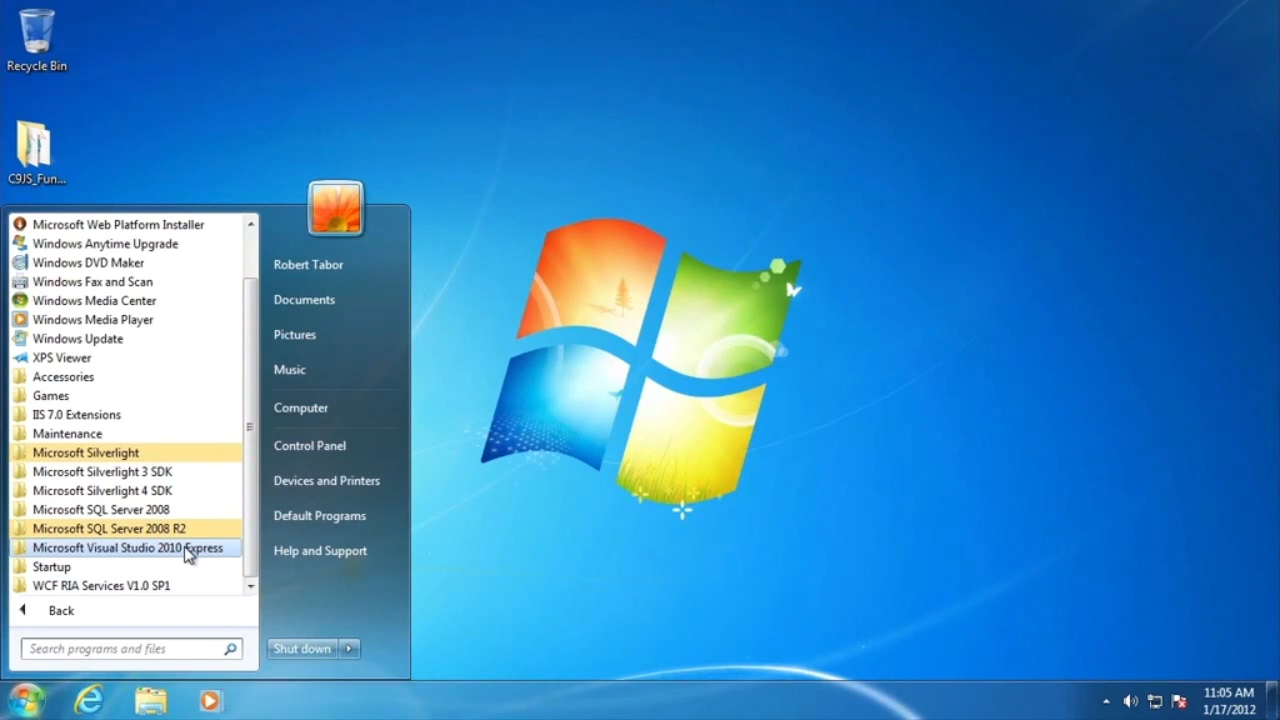 Recycle Bin
C9JS_Fun...
Microsoft Web Platform Installer
Windows Anytime Upgrade
Windows DVD Maker
Windows Fax and Scan
Windows Media Center
Windows Media Player
Windows Update
XPS Viewer
Accessories
Games
IIS 7.0 Extensions
Maintenance
Microsoft Silverlight
Microsoft Silverlight 3 SDK
Microsoft Silverlight 4 SDK
Microsoft SQL Server 2008
Microsoft SQL Server 2008 R2
Microsoft Visual Studio 2010 Express
Startup
WCF RIA Services V1.0 SP1
Back
Search programs and files
Robert Tabor
Documents
Pictures
Music
Computer
Control Panel
Devices and Printers
Default Programs
Help and Support
Shut down
11:05 AM
1/17/2012